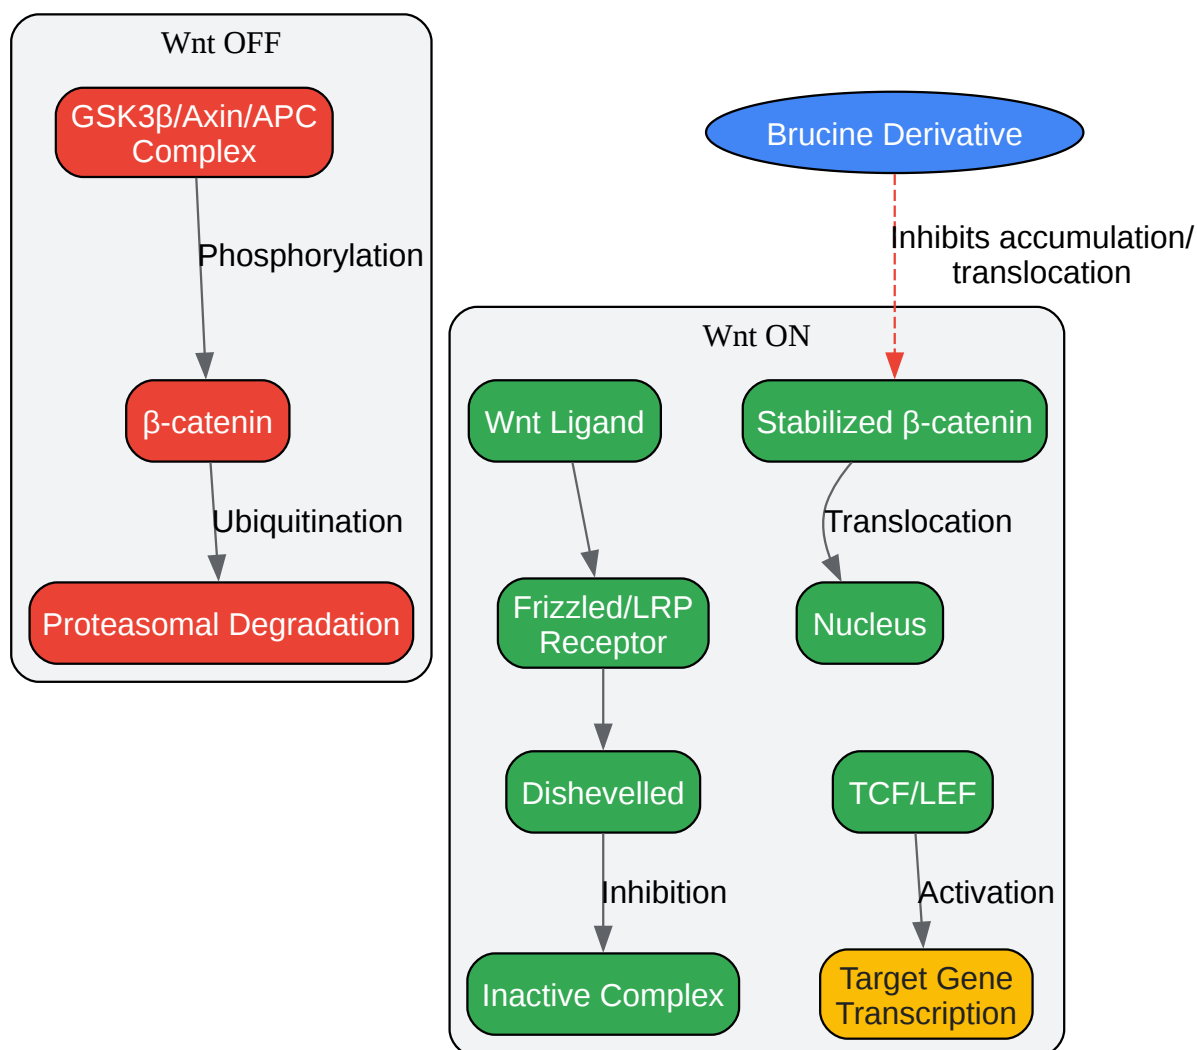 Wnt OFF
GSK3β/Axin/APC
Complex
Phosphorylation
β-catenin
Ubiquitination
Proteasomal Degradation
Brucine Derivative
Inhibits accumulation/
translocation
Wnt ON
Wnt Ligand
Stabilized β-catenin
Translocation
Frizzled/LRP
Receptor
Nucleus
Dishevelled
TCF/LEF
Inhibition
Activation
Inactive Complex
Target Gene
Transcription